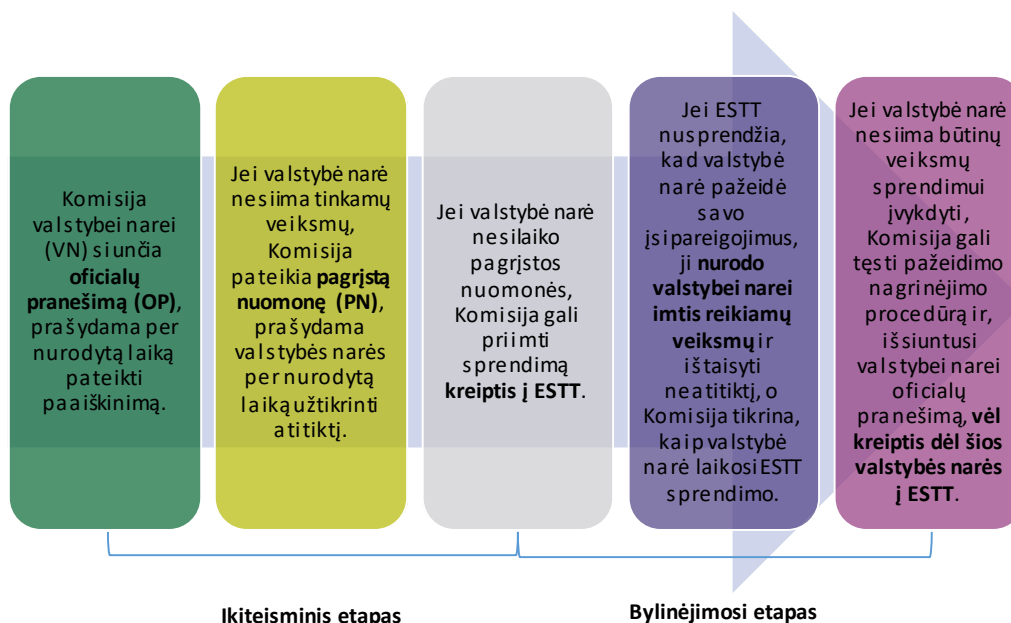 Komisija
valstybei narei
(VN) siunčia
oficialų
pranešimą (OP),
prašydama per
nurodytą laiką
pateikti
paaiškinimą.
Jei valstybė narė
nesiima tinkamų
veiksmų,
Komisija
pateikia pagrįstą
nuomonę (PN),
prašydama
valstybės narės
per nurodytą
laiką užtikrinti
atitiktį.
Jei valstybė narė
nesilaiko
pagrįstos
nuomonės,
Komisija gali
priimti
sprendimą
kreiptis į ESTT.
Jei ESTT
nusprendžia,
kad valstybė
narė pažeidė
savo
įsipareigojimus,
ji nurodo
valstybei narei
imtis reikiamų
veiksmų ir
ištaisyti
neatitiktį, o
Komisija tikrina,
kaip valstybė
narė laikosi ESTT
sprendimo.
Jei valstybė narė
nesiima būtinų
veiksmų
sprendimui
įvykdyti,
Komisija gali
tęsti pažeidimo
nagrinėjimo
procedūrą ir,
išsiuntusi
valstybei narei
oficialų
pranešimą, vėl
kreiptis dėl šios
valstybės narės
į ESTT.
Ikiteisminis etapas
Bylinėjimosi etapas